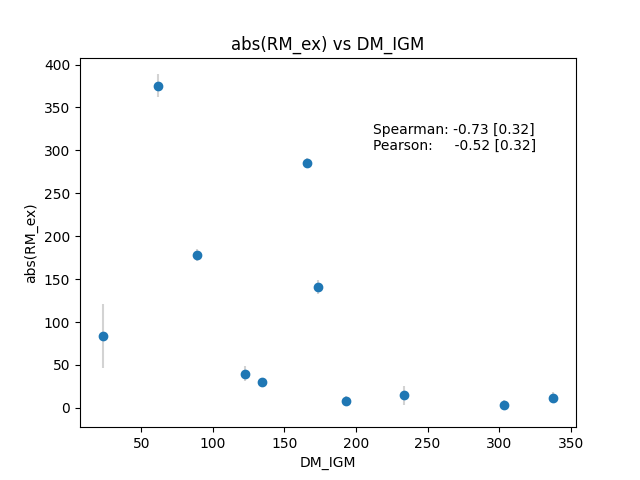 abs(RM_ex) vs DM_IGM
400
350
300
250
200
150
100
50
0
abs(RM_ex)
Spearman: -0.73 [0.32]
Pearson: -0.52 [0.32]
50 100 150 200 250 300 350
DM_IGM